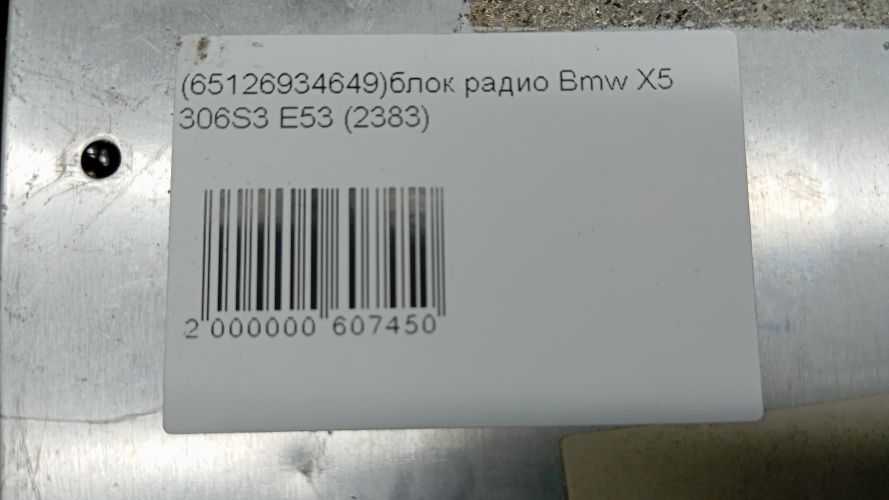 (65126934649)блок радио Bmw X5
306S3 E53 (2383)
2 000000 607450